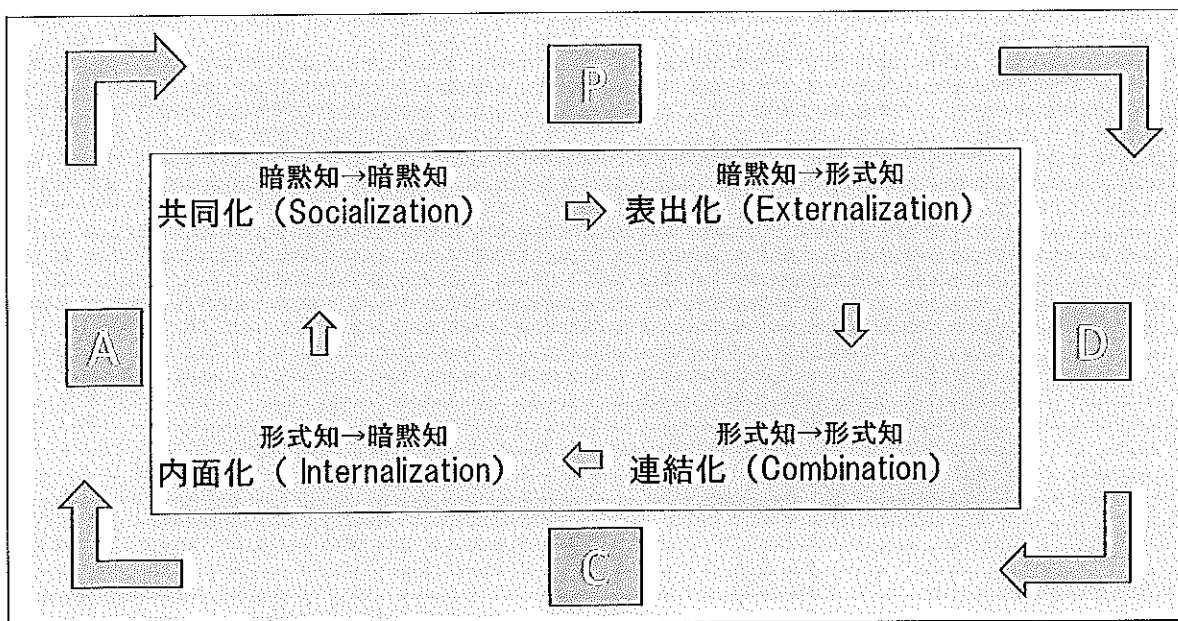 P
暗黙知→暗黙知
共同化（Socialization）
暗黙知→形式知
表出化（Externalization）
A
D
形式知→暗黙知
内面化（ Internalization）
形式知→形式知
連結化（Combination）
C